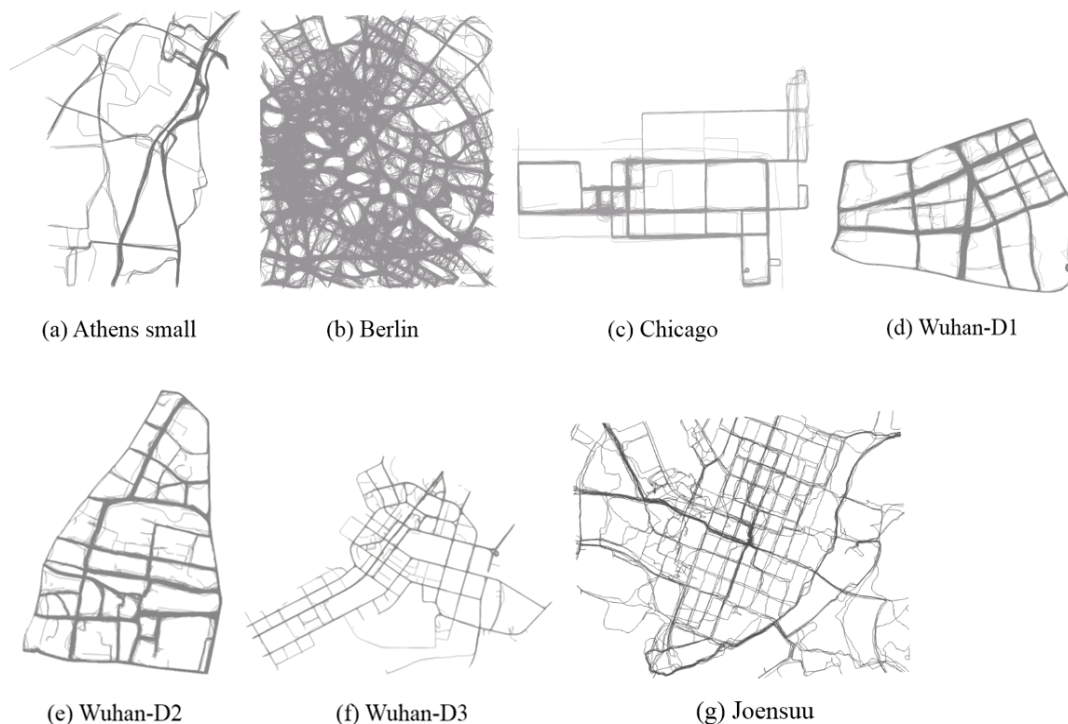 (a) Athens small
(b) Berlin
(c) Chicago
(d) Wuhan-D1
(e) Wuhan-D2
(f) Wuhan-D3
(g) Joensuu